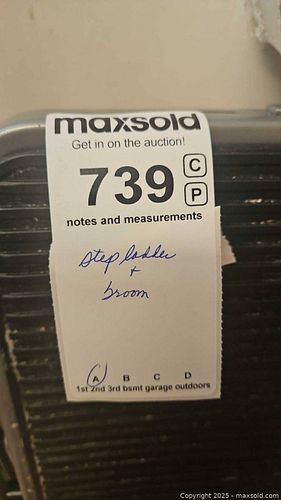 maxsold
Get in on the auction!
739 C
P
notes and measurements
step ladder
+
broom
A B C D
1st 2nd 3rd bsmt garage outdoors
Copyright 2025 - maxsold.com